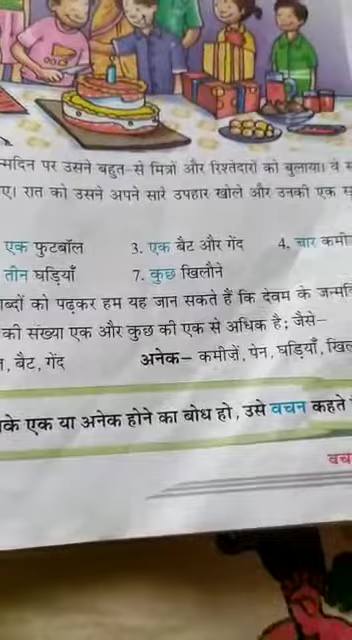 न्मदिन पर उसने बहुत-से मित्रों और रिश्तेदारों को बुलाया। वे
ए। रात को उसने अपने सारे उपहार खोले और उनकी एक
एक फुटबॉल 3. एक बैट और गेंद 4. चार कमी
तीन घड़ियाँ 7. कुछ खिलौने
ब्दों को पढ़कर हम यह जान सकते हैं कि देवम के जन्मदि
की संख्या एक और कुछ की एक से अधिक है; जैसे–
, बैट, गेंद अनेक– कमीज़ें, पेन, घड़ियाँ, खिल
के एक या अनेक होने का बोध हो, उसे वचन कहते
वच